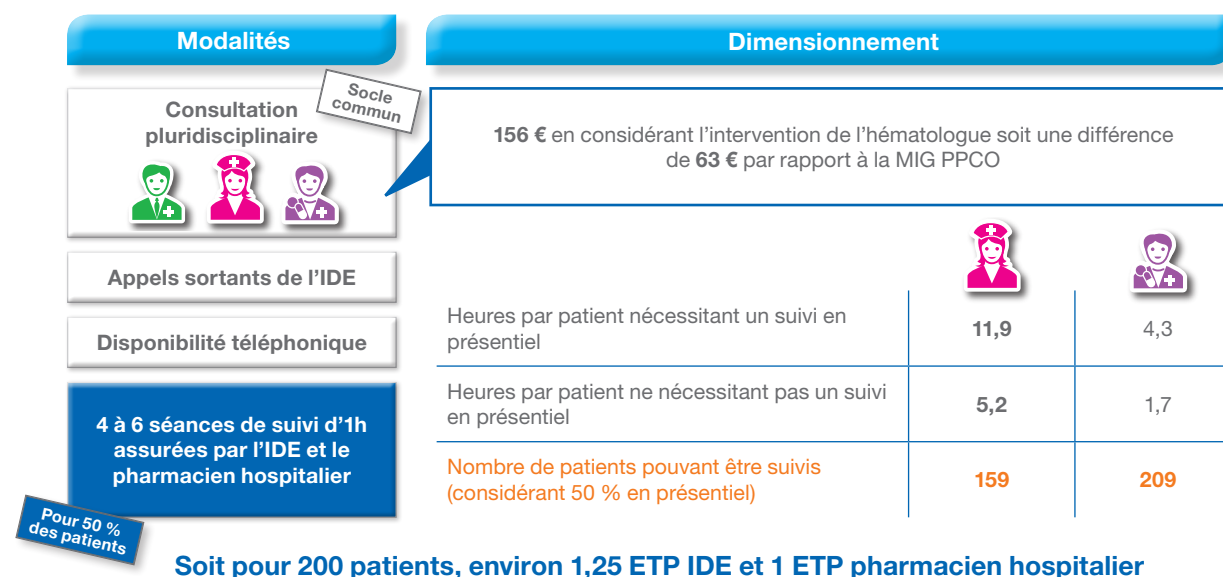 Modalités
Dimensionnement
Socle
commun
Consultation
pluridisciplinaire
156 € en considérant l'intervention de l'hématologue soit une différence
de 63 € par rapport à la MIG PPCO
Appels sortants de l'IDE
Disponibilité téléphonique
4 à 6 séances de suivi d'1h
assurées par l'IDE et le
pharmacien hospitalier
Pour 50 %
des patients
Heures par patient nécessitant un suivi en
présentiel
11,9
4,3
Heures par patient ne nécessitant pas un suivi
en présentiel
5,2
1,7
Nombre de patients pouvant être suivis
(considérant 50 % en présentiel)
159
209
Soit pour 200 patients, environ 1,25 ETP IDE et 1 ETP pharmacien hospitalier